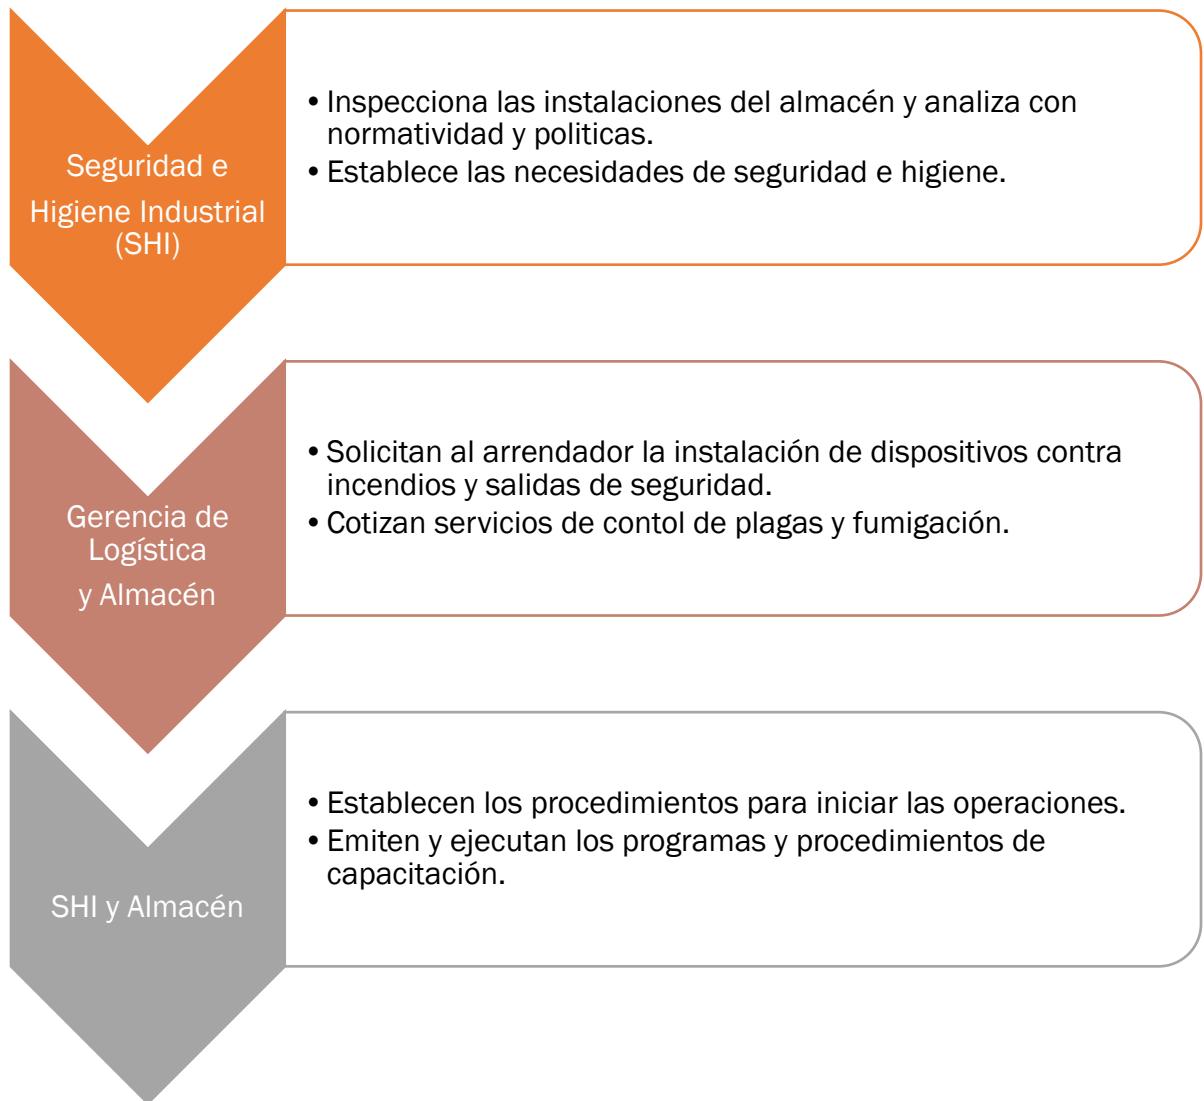 Seguridad e
Higiene Industrial
(SHI)
• Inspecciona las instalaciones del almacén y analiza con
normatividad y politicas.
• Establece las necesidades de seguridad e higiene.
Gerencia de
Logística
y Almacén
• Solicitan al arrendador la instalación de dispositivos contra
incendios y salidas de seguridad.
• Cotizan servicios de contol de plagas y fumigación.
SHI y Almacén
• Establecen los procedimientos para iniciar las operaciones.
• Emiten y ejecutan los programas y procedimientos de
capacitación.